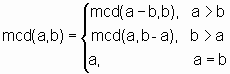 mcd(a-b,b), a > b
mcd(a,b) = mcd(a,b-a), b > a
a, a = b